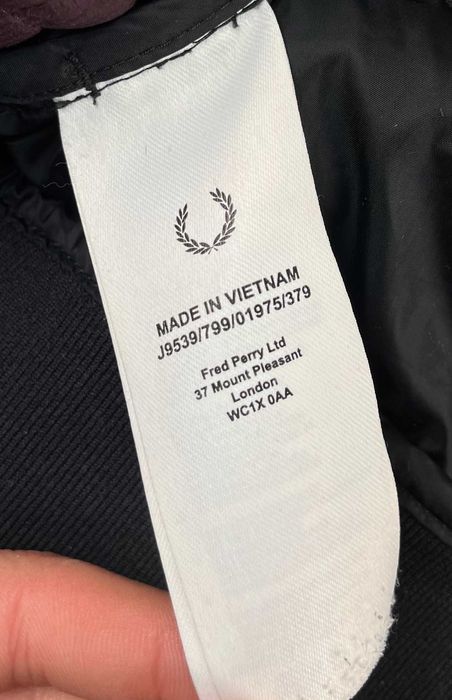 MADE IN VIETNAM
J9539/799/01975/379
Fred Perry Ltd
37 Mount Pleasant
London
WC1X 0AA